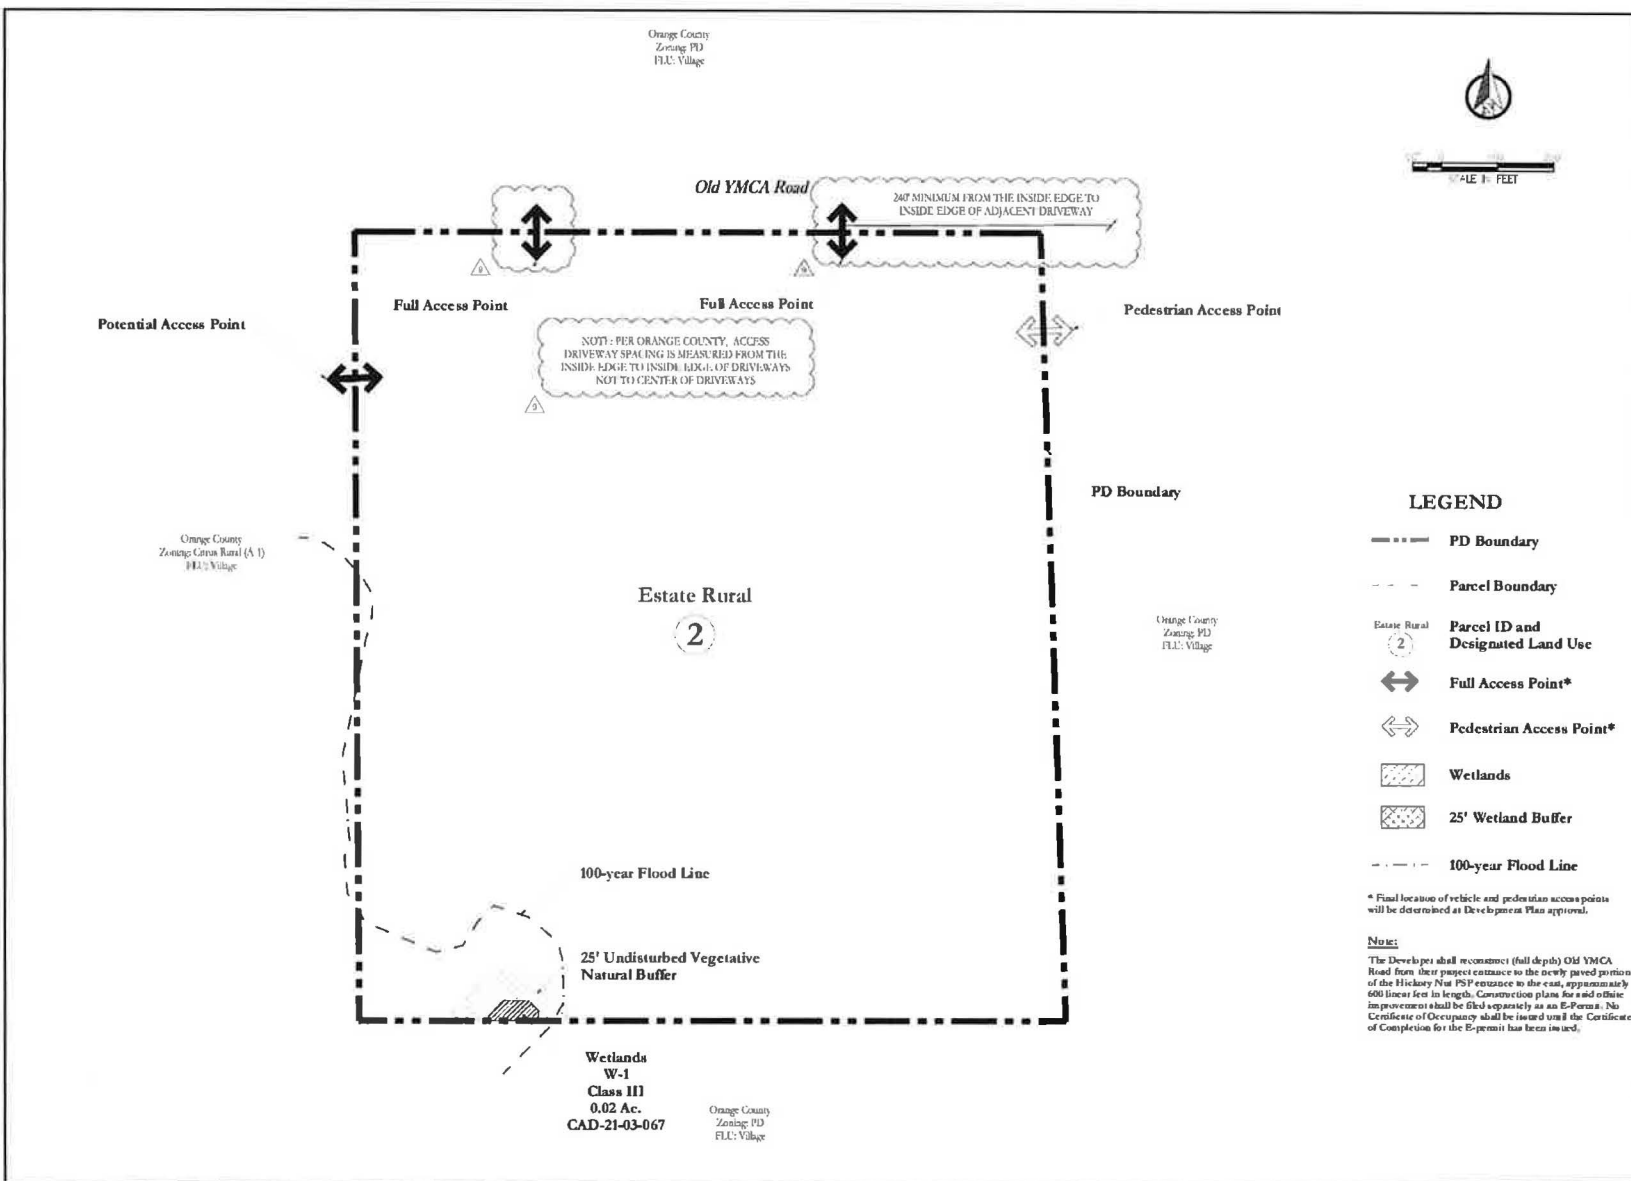 Orange County
Zoning: PD
FLU: Village
SCALE IN FEET
Old YMCA Road
240' MINIMUM FROM THE INSIDE EDGE TO
INSIDE EDGE OF ADJACENT DRIVEWAY
9
9
Full Access Point
Full Access Point
Pedestrian Access Point
Potential Access Point
NOTE: PER ORANGE COUNTY, ACCESS
DRIVEWAY SPACING IS MEASURED FROM THE
INSIDE EDGE TO INSIDE EDGE OF DRIVEWAYS
NOT TO CENTER OF DRIVEWAYS
9
PD Boundary
Orange County
Zoning: Citrus Rural (A-1)
FLU: Village
Estate Rural
2
Orange County
Zoning: PD
FLU: Village
100-year Flood Line
25' Undisturbed Vegetative
Natural Buffer
Wetlands
W-1
Class III
0.02 Ac.
CAD-21-03-067
Orange County
Zoning: PD
FLU: Village
LEGEND
PD Boundary
Parcel Boundary
Estate Rural
2
Parcel ID and
Designated Land Use
Full Access Point*
Pedestrian Access Point*
Wetlands
25' Wetland Buffer
100-year Flood Line
* Final location of vehicle and pedestrian access points
will be determined at Development Plan approval.
Note:
The Developer shall reconstruct (full depth) Old YMCA
Road from their project entrance to the newly paved portion
of the Hickory Nut PSP entrance to the east, approximately
600 linear feet in length. Construction plans for said offsite
improvement shall be filed separately as an E-Permit. No
Certificate of Occupancy shall be issued until the Certificate
of Completion for the E-permit has been issued.